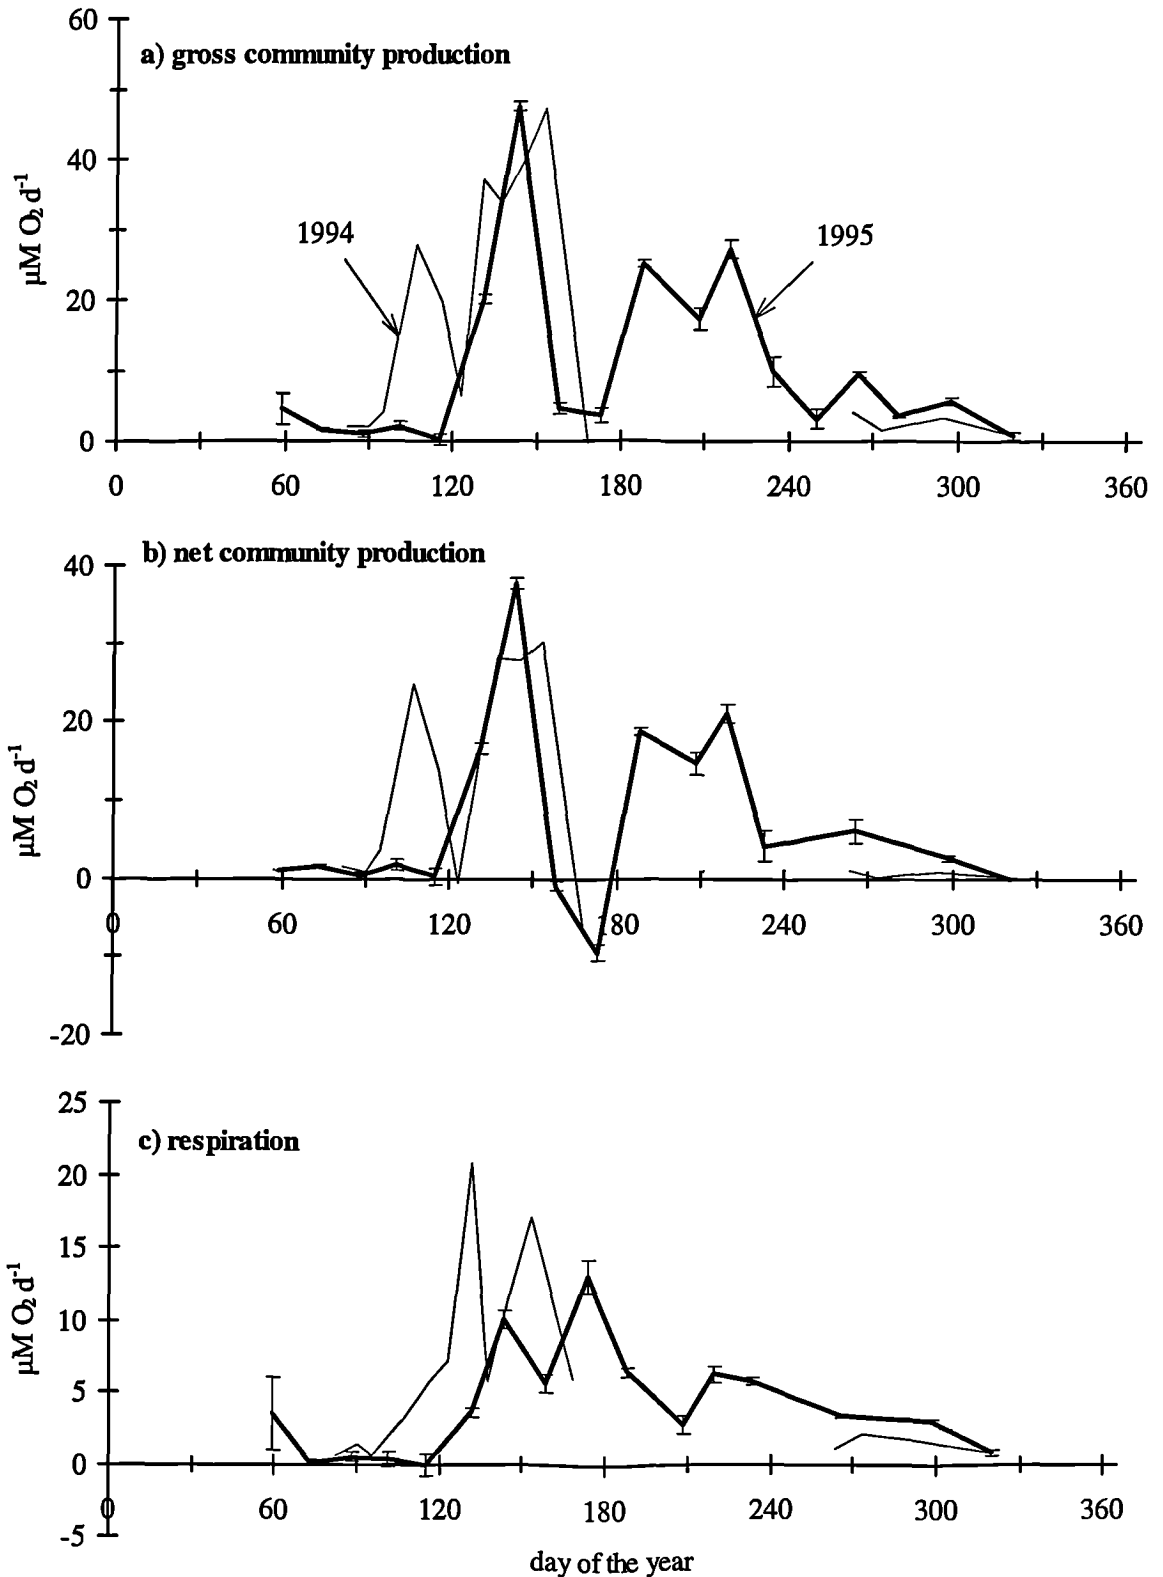 60
a) gross community production
40
1994
1995
µM O₂ d⁻¹
20
0
0 60 120 180 240 300 360
b) net community production
40
20
µM O₂ d⁻¹
0
0 60 120 180 240 300 360
-20
25
c) respiration
20
15
µM O₂ d⁻¹
10
5
0
0 60 120 180 240 300 360
-5
day of the year